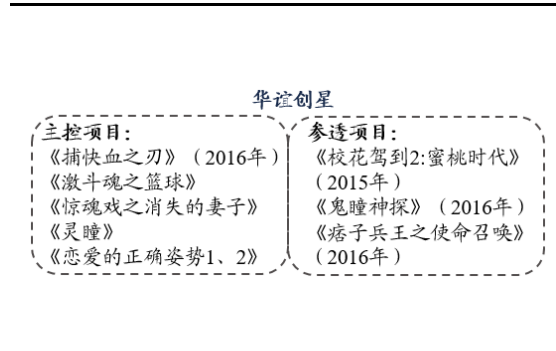 华谊创星
主控项目：
《捕快血之刃》（2016年）
《激斗魂之篮球》
《惊魂戏之消失的妻子》
《灵瞳》
《恋爱的正确姿势1、2》
参透项目：
《校花驾到2:蜜桃时代》
（2015年）
《鬼瞳神探》（2016年）
《痞子兵王之使命召唤》
（2016年）